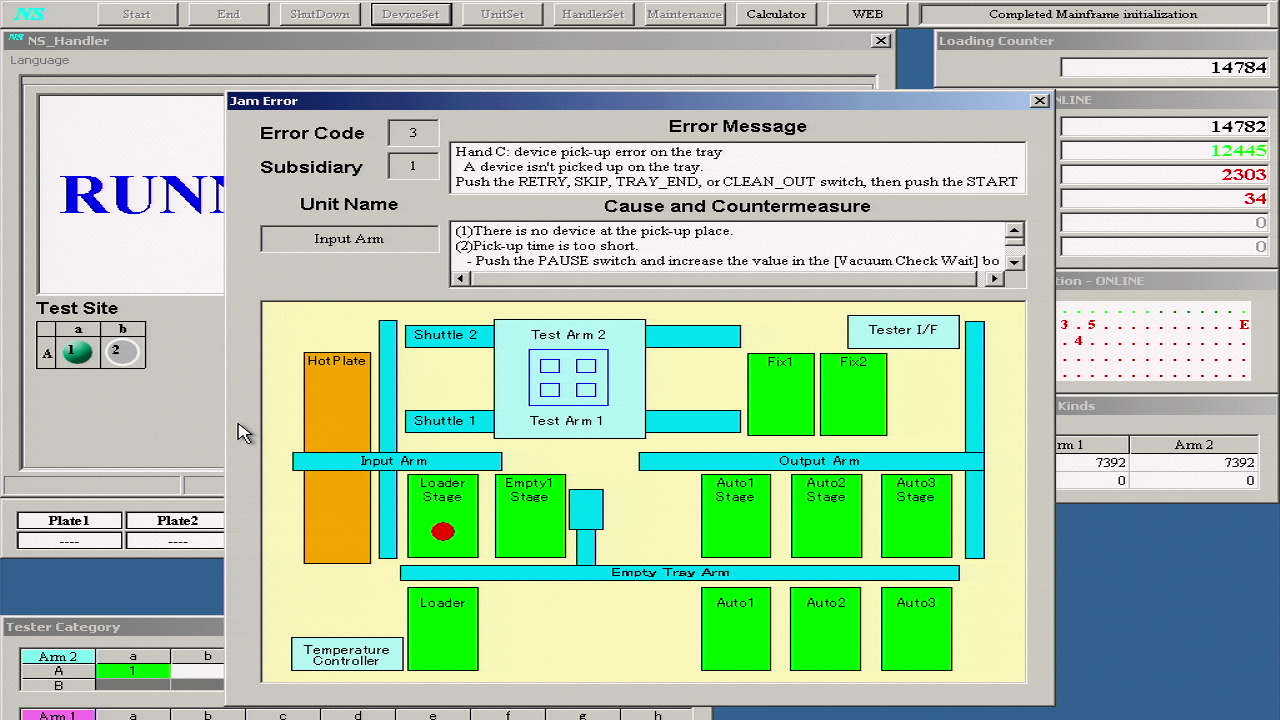 NS Start End ShutDown DeviceSet UnitSet HandlerSet Maintenance Calculator WEB Completed Mainframe initialization
NS NS_Handler
Language
Loading Counter
14784
LINE
14782
12445
2303
34
0
0
tion - ONLINE
3 . 5
E
4
Kinds
rm 1 Arm 2
7392 7392
0 0
RUNN
Test Site
a b
A 1 2
Plate1 Plate2
---- ----
Tester Category
Arm 2 a b
A 1
B
Arm 1 a b c d e f g h
Jam Error
Error Code 3
Subsidiary 1
Unit Name
Input Arm
Error Message
Hand C: device pick-up error on the tray
A device isn't picked up on the tray.
Push the RETRY, SKIP, TRAY_END, or CLEAN_OUT switch, then push the START
Cause and Countermeasure
(1)There is no device at the pick-up place.
(2)Pick-up time is too short.
- Push the PAUSE switch and increase the value in the [Vacuum Check Wait] bo
Shuttle 2 Test Arm 2 Tester I/F
HotPlate Fix1 Fix2
Shuttle 1 Test Arm 1
Input Arm Output Arm
Loader Stage
Empty1 Stage
Auto1 Stage
Auto2 Stage
Auto3 Stage
Empty Tray Arm
Loader Auto1 Auto2 Auto3
Temperature
Controller